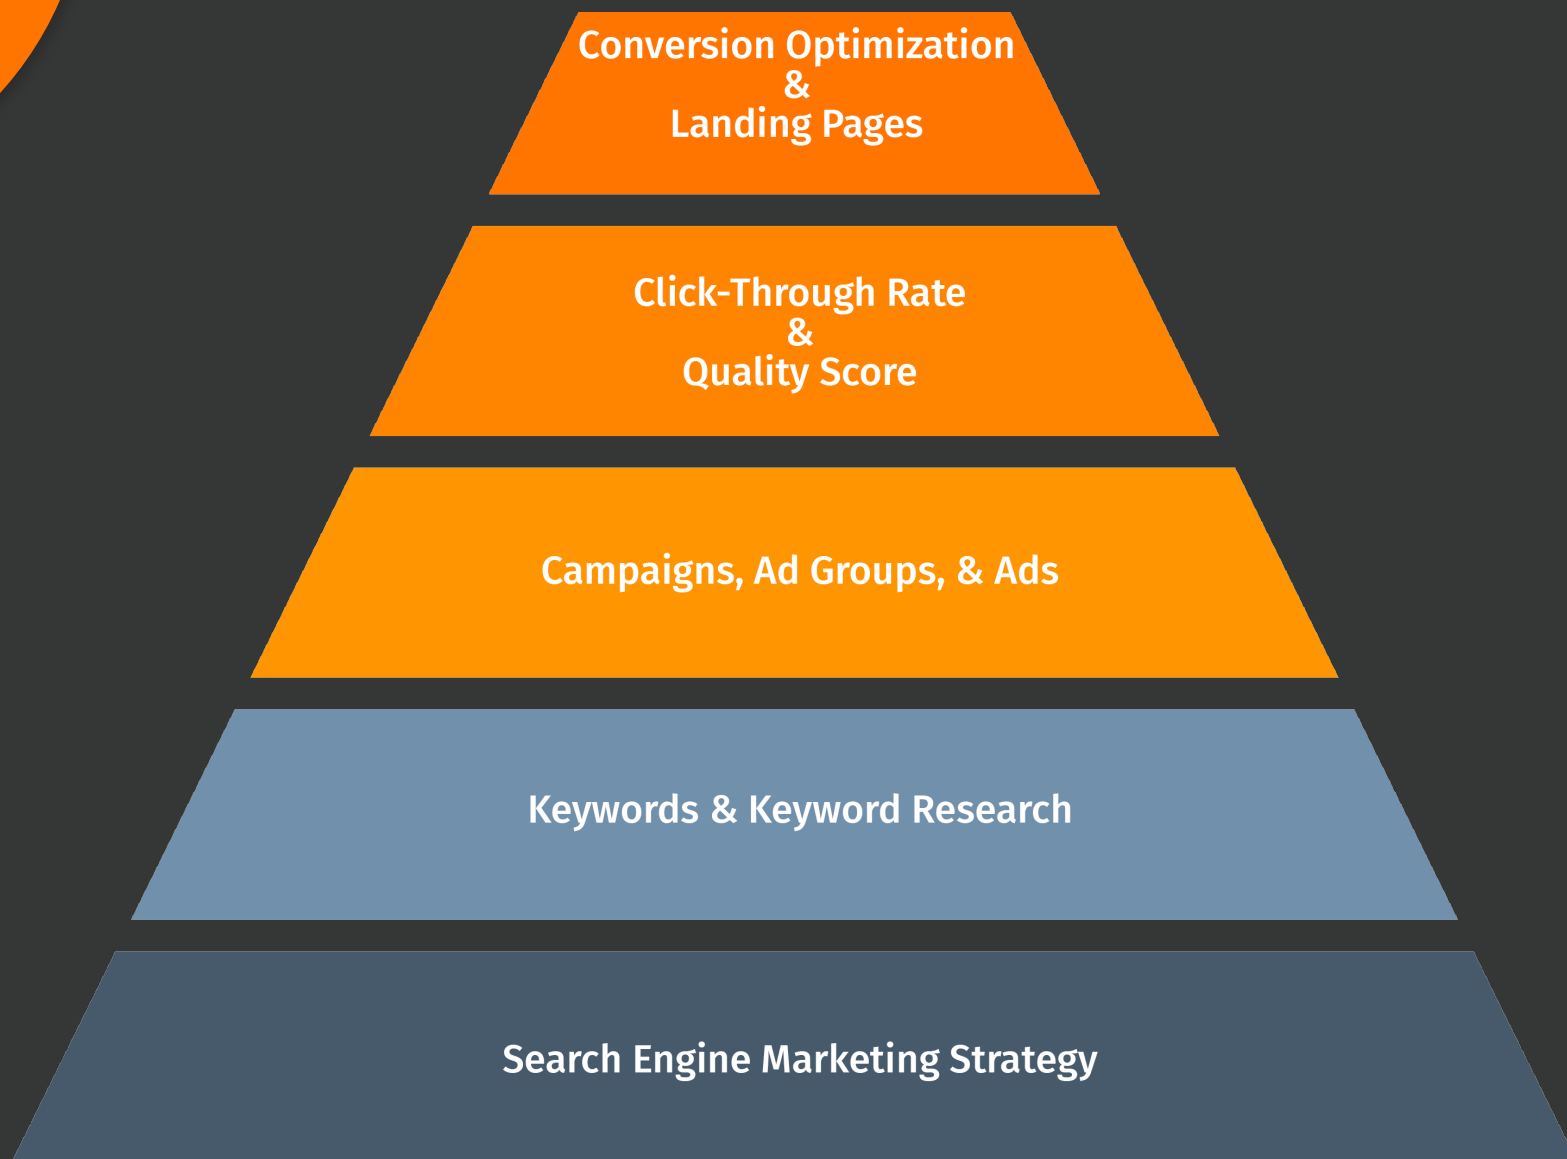 Conversion Optimization
&
Landing Pages
Click-Through Rate
&
Quality Score
Campaigns, Ad Groups, & Ads
Keywords & Keyword Research
Search Engine Marketing Strategy